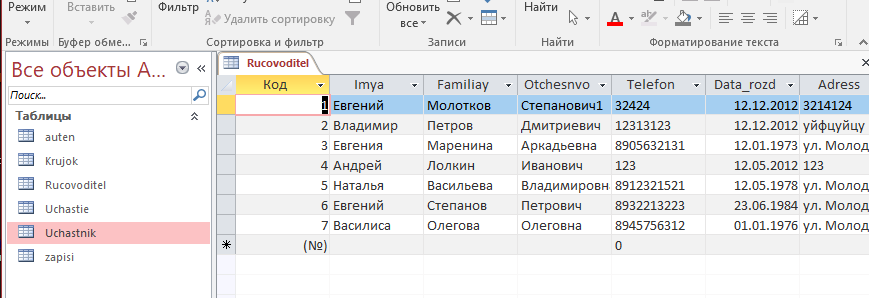 Режим
Фильтр
Удалить сортировку
Обновить все
Найти
Режимы
Буфер обме...
Сортировка и фильтр
Записи
Найти
Форматирование текста
Все объекты A...
Поиск...
Таблицы
auten
Krujok
Rucovoditel
Uchastie
Uchastnik
zapisi
Rucovoditel
Код Imya Familiay Otchesnvo Telefon Data_rozd Adress
1 Евгений Молотков Степанович1 32424 12.12.2012 3214124
2 Владимир Петров Дмитриевич 12313123 12.12.2012 уйфцуйцу
3 Евгения Маренина Аркадьевна 8905632131 12.01.1973 ул. Молод
4 Андрей Лолкин Иванович 123 12.05.2012 123
5 Наталья Васильева Владимировн 8912321521 12.05.1978 ул. Молод
6 Евгений Степанов Петрович 8932213223 23.06.1984 ул. Молод
7 Василиса Олегова Олеговна 8945756312 01.01.1976 ул. Молод
(№) 0